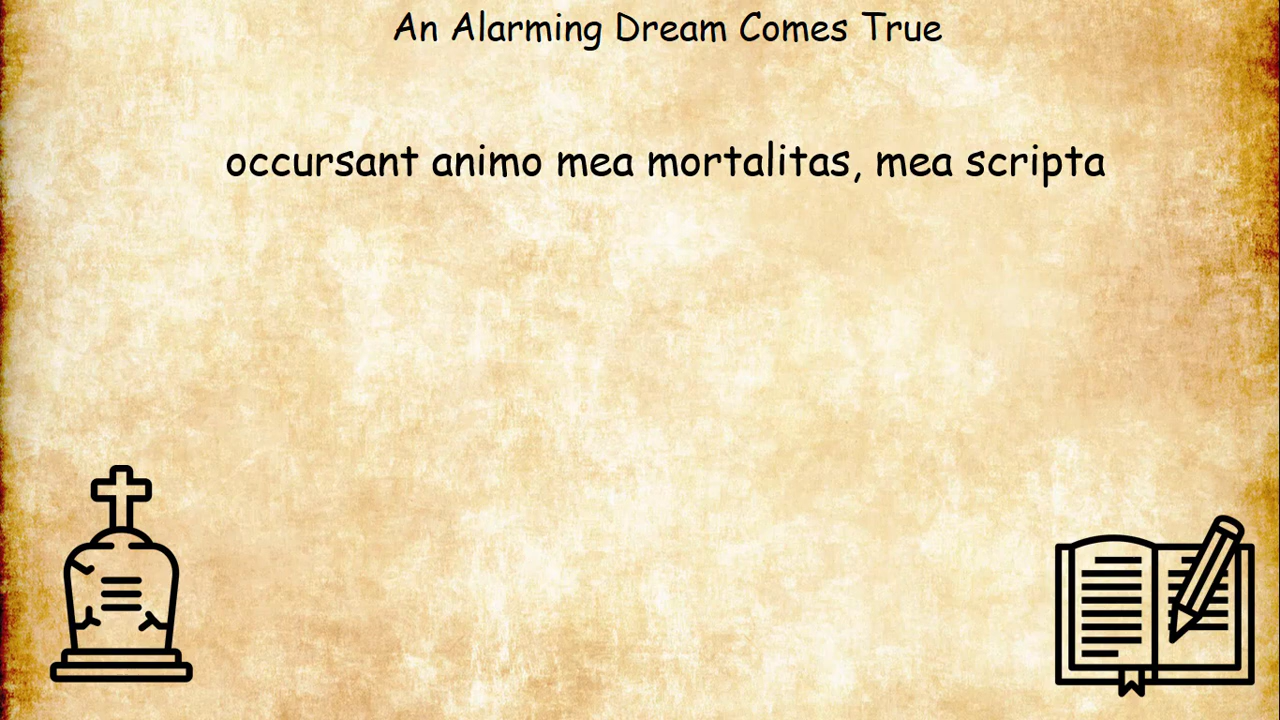 An Alarming Dream Comes True
occursant animo mea mortalitas, mea scripta